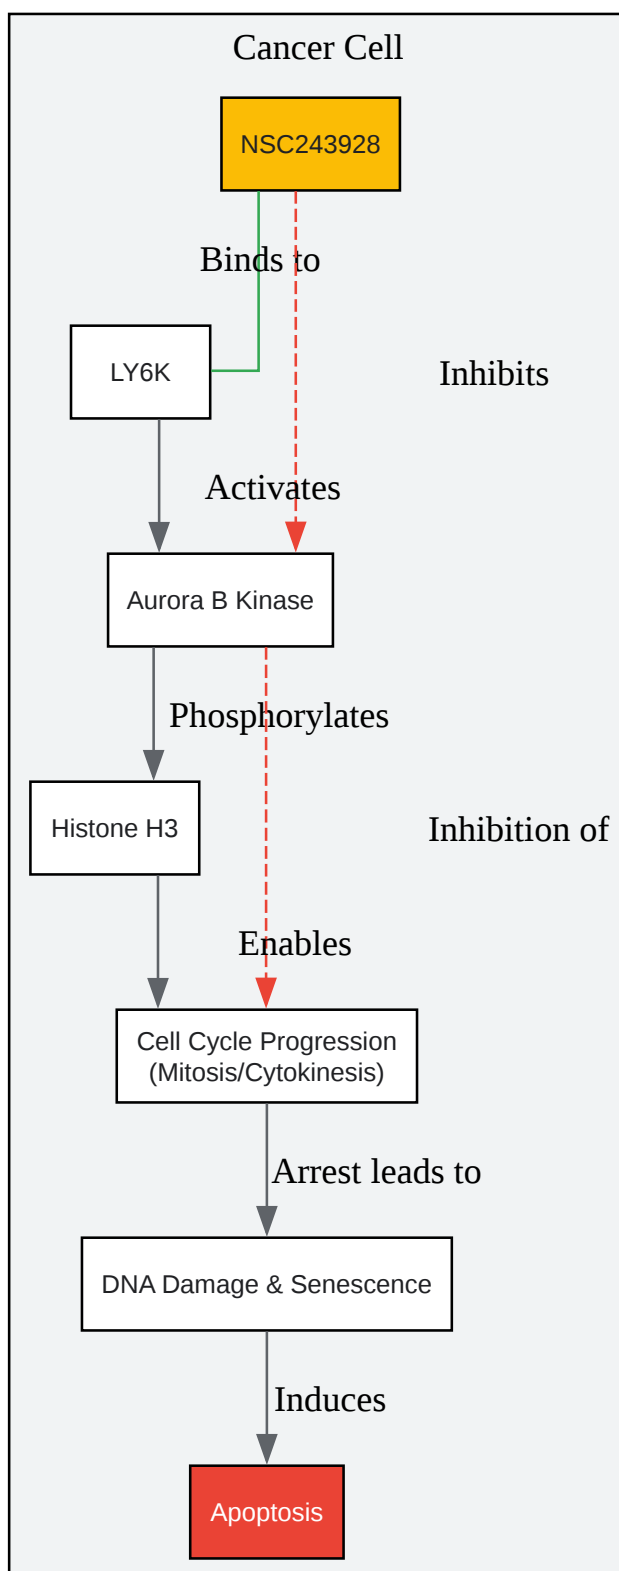 Cancer Cell
NSC243928
Binds to
LY6K
Inhibits
Activates
Aurora B Kinase
Phosphorylates
Histone H3
Inhibition of
Enables
Cell Cycle Progression
(Mitosis/Cytokinesis)
Arrest leads to
DNA Damage & Senescence
Induces
Apoptosis